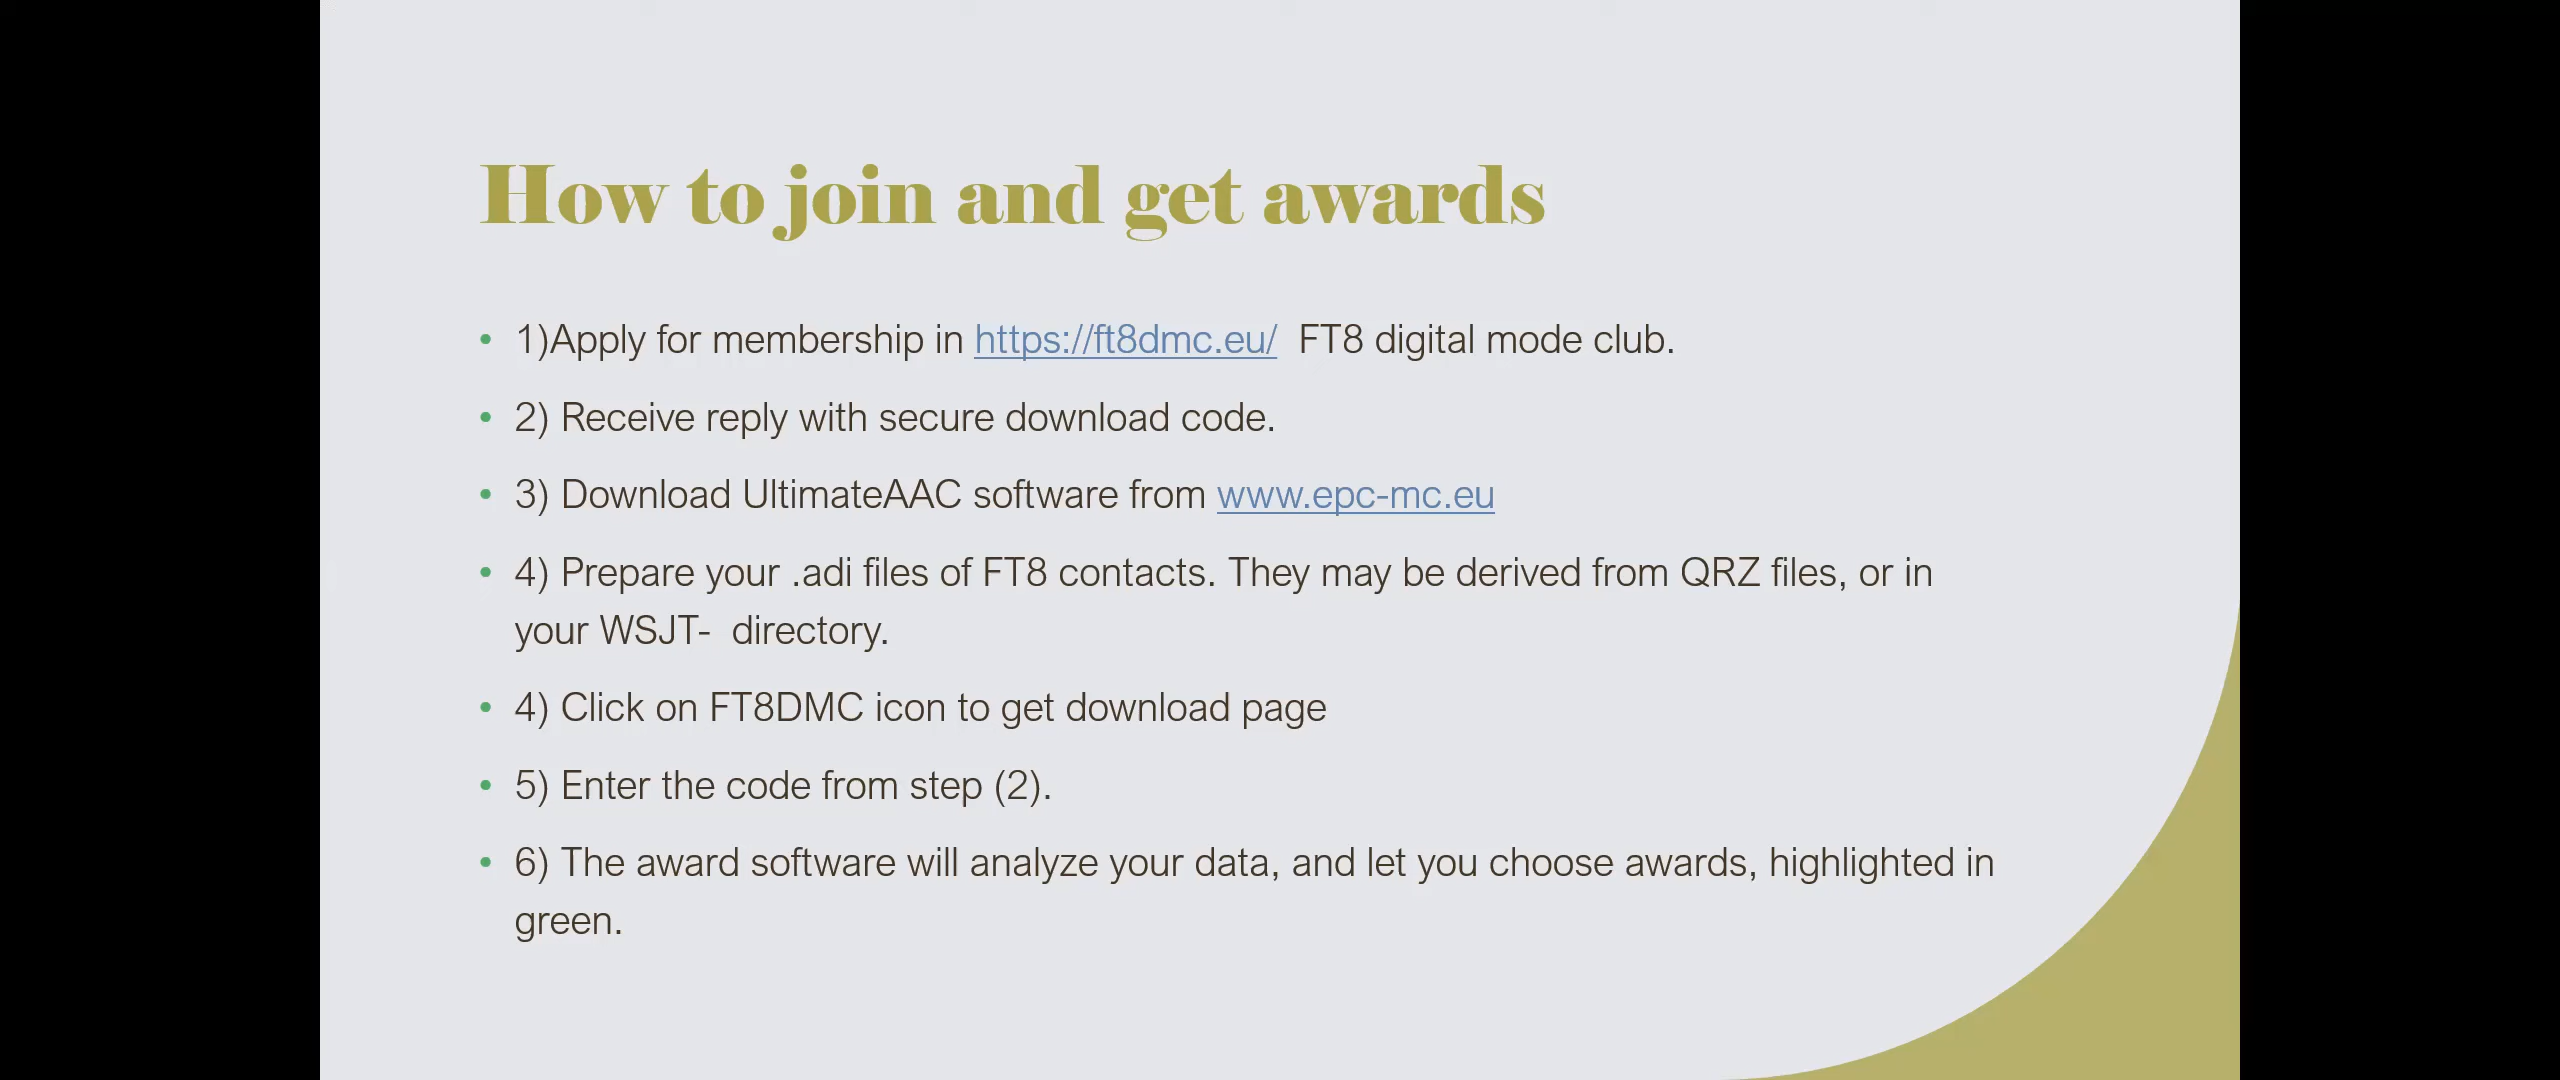 How to join and get awards
• 1)Apply for membership in https://ft8dmc.eu/  FT8 digital mode club.
• 2) Receive reply with secure download code.
• 3) Download UltimateAAC software from www.epc-mc.eu
• 4) Prepare your .adi files of FT8 contacts. They may be derived from QRZ files, or in
your WSJT-  directory.
• 4) Click on FT8DMC icon to get download page
• 5) Enter the code from step (2).
• 6) The award software will analyze your data, and let you choose awards, highlighted in
green.